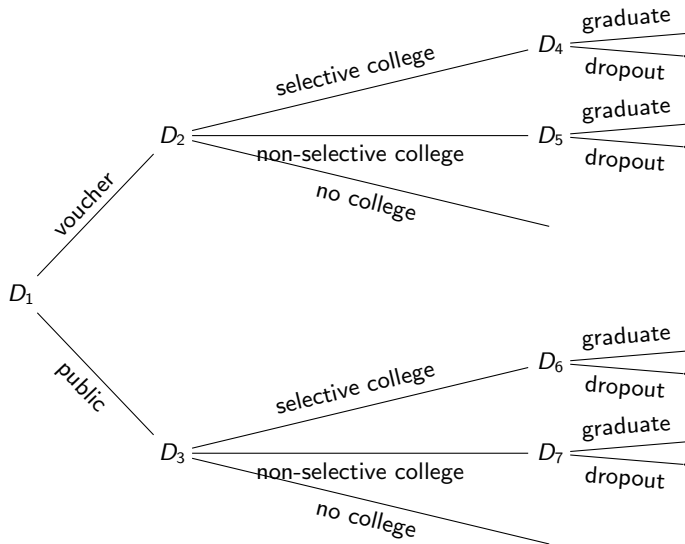 graduate
D₄
selective college
dropout
graduate
D₂
D₅
non-selective college
dropout
no college
voucher
D₁
public
graduate
D₆
selective college
dropout
graduate
D₃
D₇
non-selective college
dropout
no college